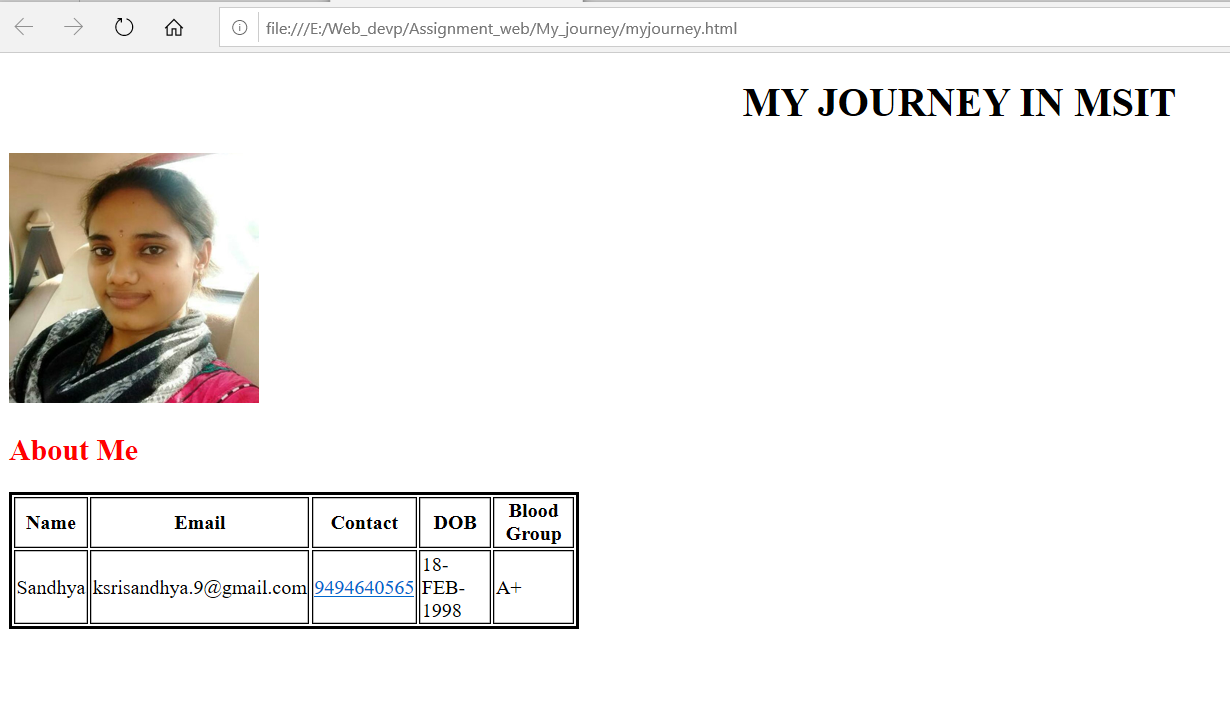 file:///E:/Web_devp/Assignment_web/My_journey/myjourney.html
MY JOURNEY IN MSIT
About Me
Name Email Contact DOB Blood Group
Sandhya ksrisandhya.9@gmail.com 9494640565 18-FEB-1998 A+